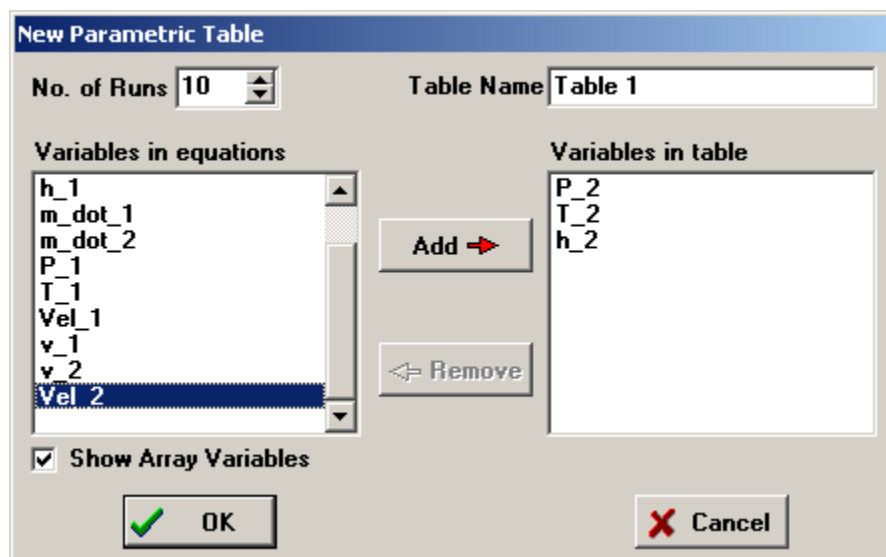 New Parametric Table
No. of Runs 10 Table Name Table 1
Variables in equations
h_1
m_dot_1
m_dot_2
P_1
T_1
Vel_1
v_1
v_2
Vel_2
Add
Remove
Variables in table
P_2
T_2
h_2
Show Array Variables
OK
Cancel